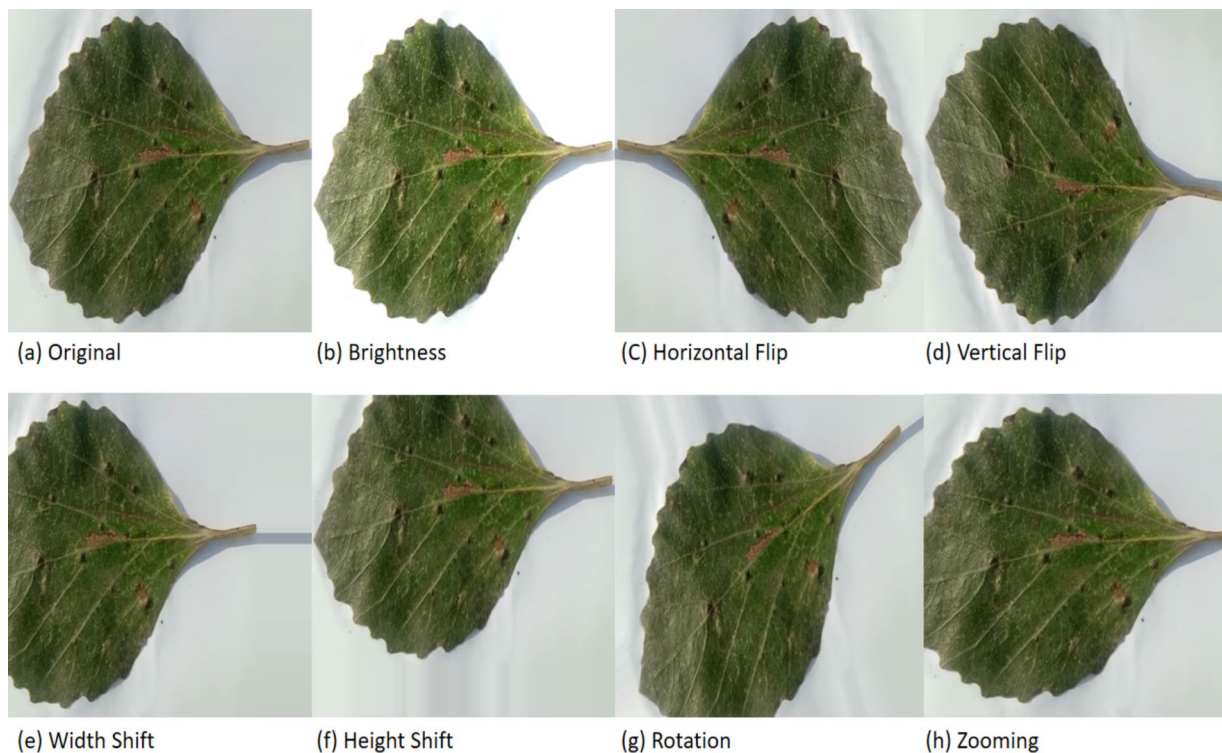 (a) Original
(b) Brightness
(C) Horizontal Flip
(d) Vertical Flip
(e) Width Shift
(f) Height Shift
(g) Rotation
(h) Zooming